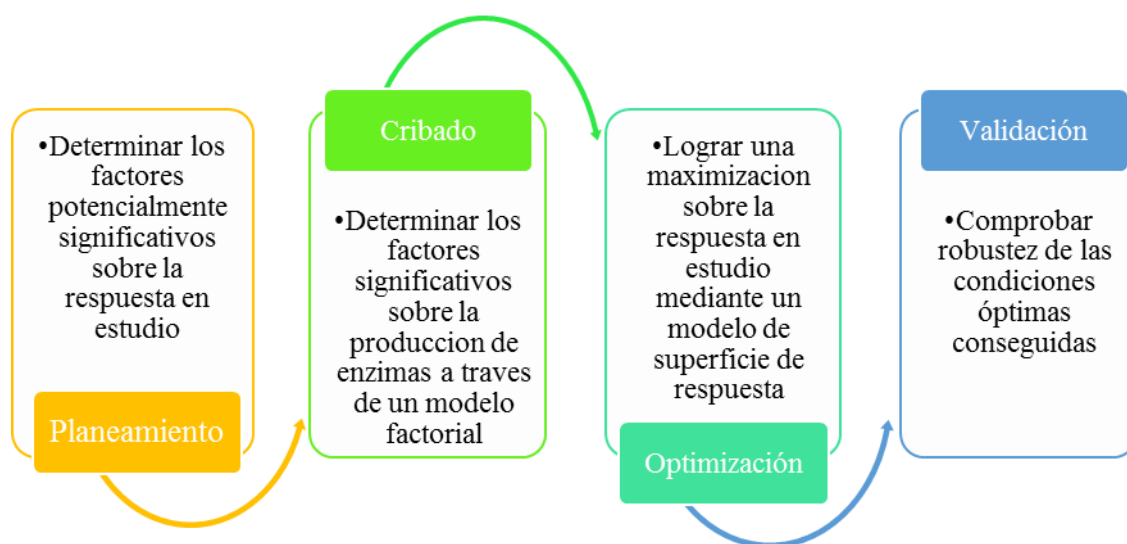 •Determinar los
factores
potencialmente
significativos
sobre la
respuesta en
estudio
Planeamiento
Cribado
•Determinar los
factores
significativos
sobre la
produccion de
enzimas a traves
de un modelo
factorial
•Lograr una
maximizacion
sobre la
respuesta en
estudio
mediante un
modelo de
superficie de
respuesta
Optimización
Validación
•Comprobar
robustez de las
condiciones
óptimas
conseguidas